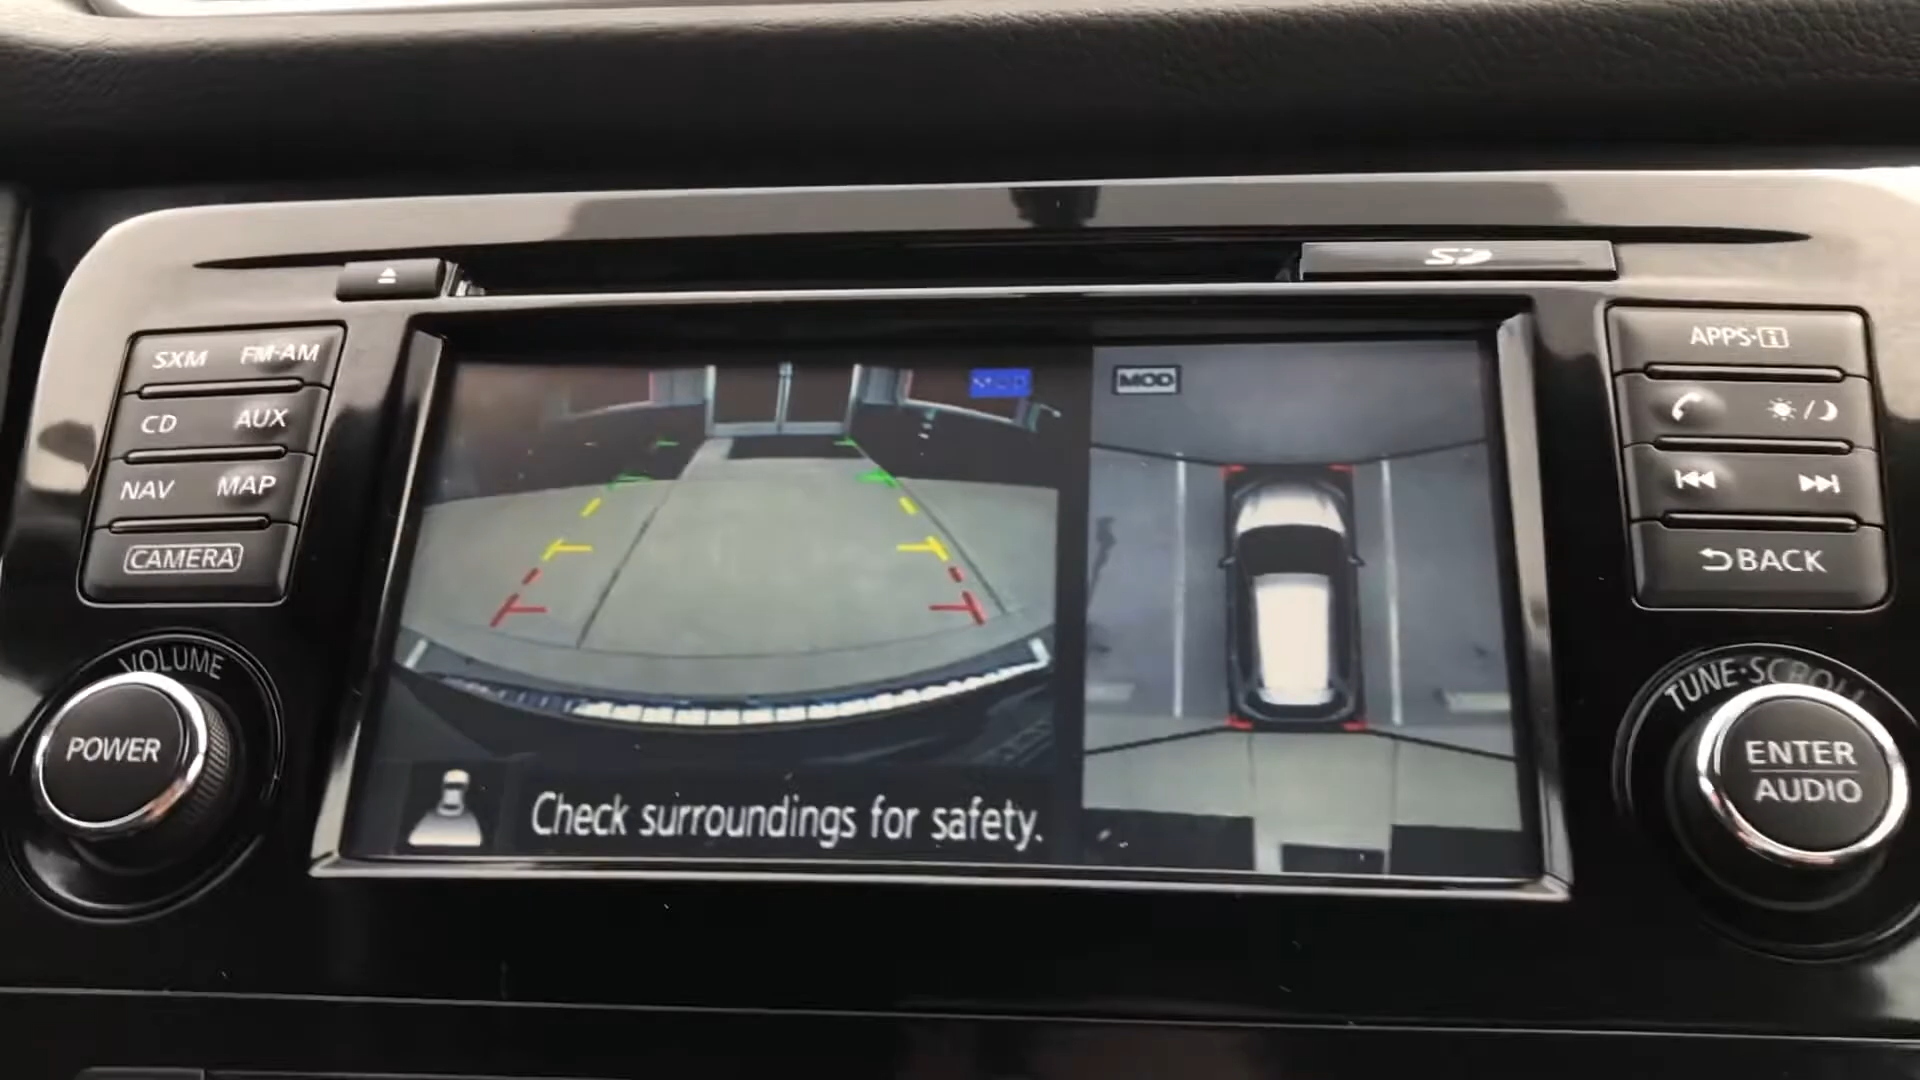 SD
SXM FM·AM
CD AUX
NAV MAP
CAMERA
VOLUME
POWER
MOD
MOD
Check surroundings for safety.
APPS·i
BACK
TUNE·SCROLL
ENTER
AUDIO